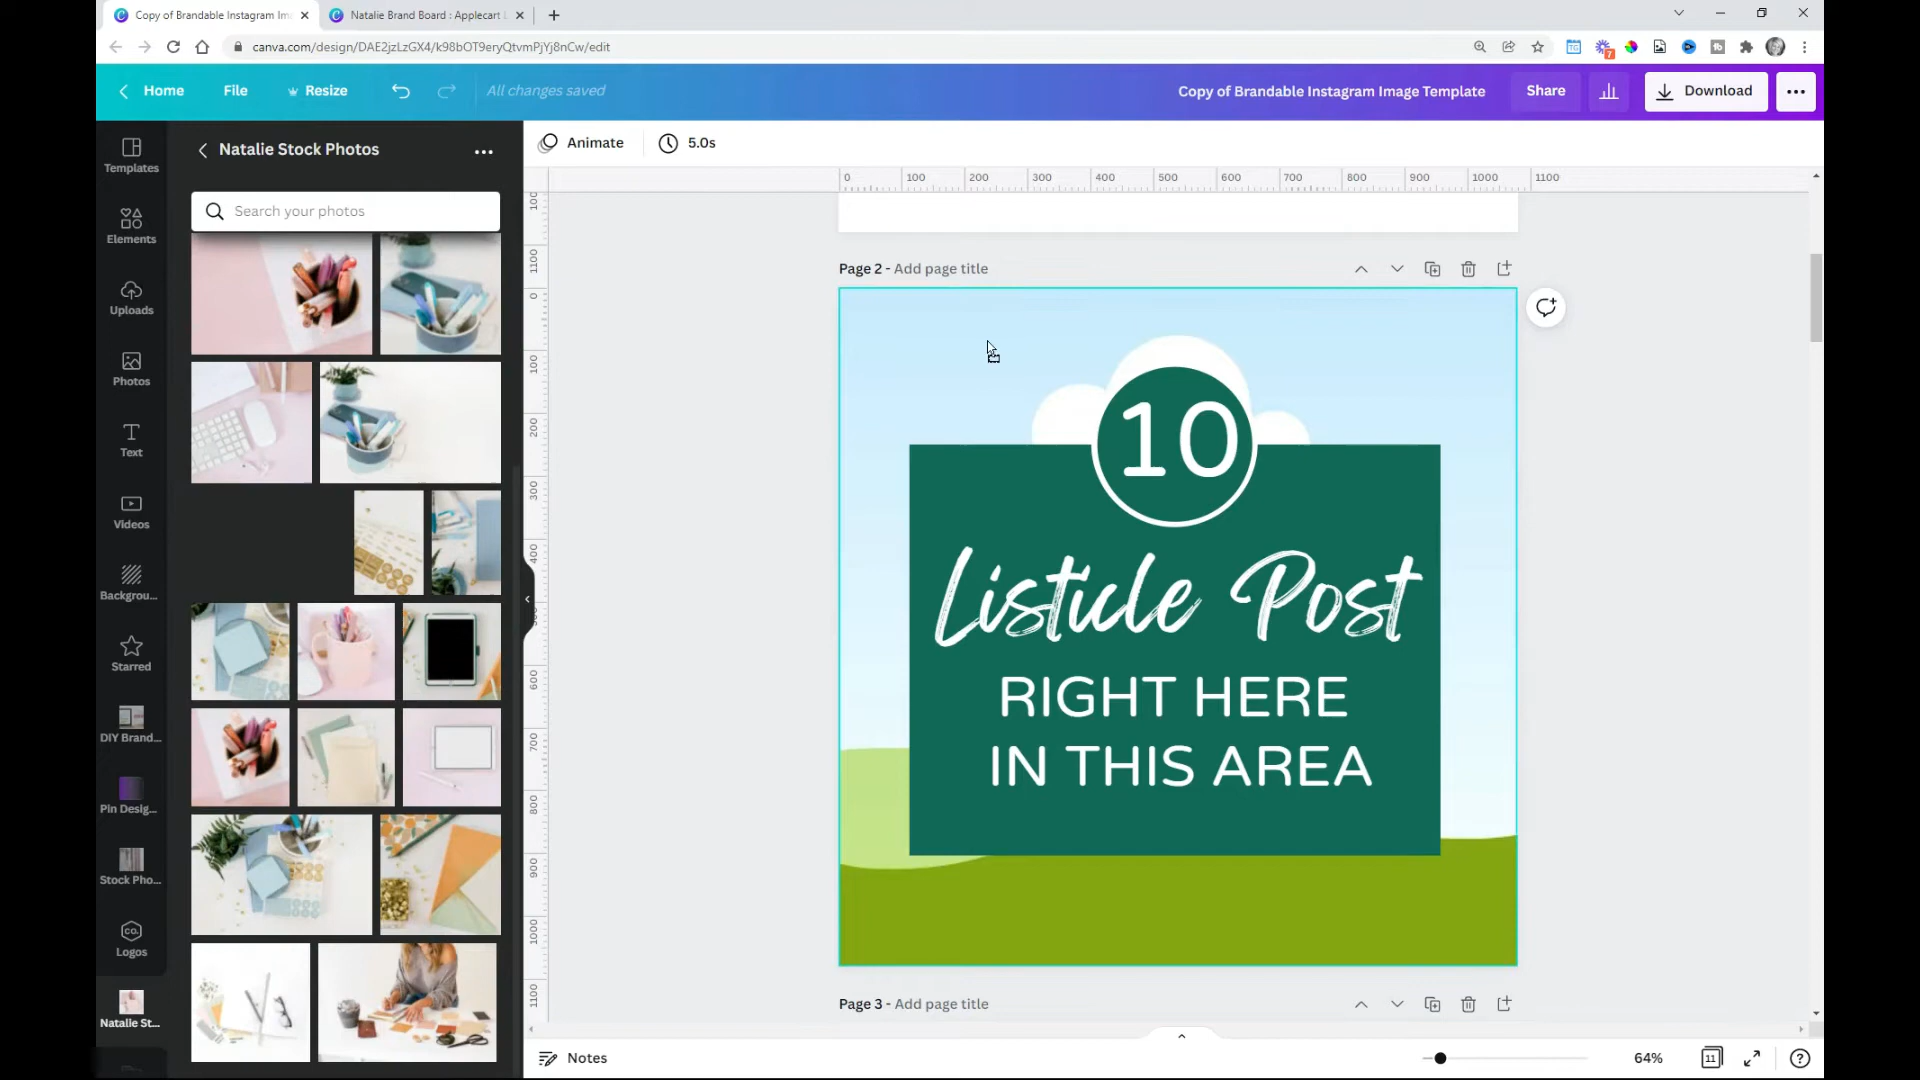 Copy of Brandable Instagram Im
Natalie Brand Board : Applecart
canva.com/design/DAE2jzLzGX4/k98bOT9eryQtvmPjYj8nCw/edit
7
Home
File
Resize
All changes saved
Copy of Brandable Instagram Image Template
Share
Download
Templates
Elements
Uploads
Photos
Text
Videos
Backgrou...
Starred
DIY Brand...
Pin Desig...
Stock Pho...
CO.
Logos
Natalie St...
Natalie Stock Photos
Search your photos
Animate
5.0s
0 100 200 300 400 500 600 700 800 900 1000 1100
Page 2 - Add page title
10
Listicle Post
RIGHT HERE
IN THIS AREA
Page 3 - Add page title
Notes
64%
11